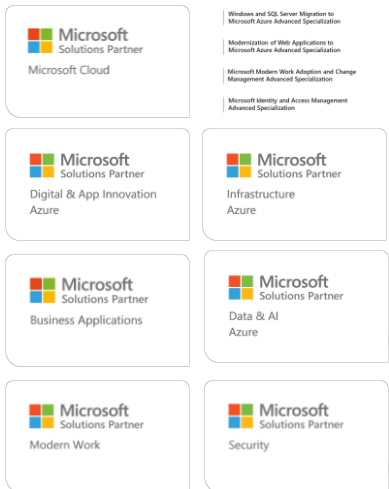 Microsoft
Solutions Partner
Microsoft Cloud
Windows and SQL Server Migration to
Microsoft Azure Advanced Specialization
Modernization of Web Applications to
Microsoft Azure Advanced Specialization
Microsoft Modern Work Adoption and Change
Management Advanced Specialization
Microsoft Identity and Access Management
Advanced Specialization
Microsoft
Solutions Partner
Digital & App Innovation
Azure
Microsoft
Solutions Partner
Infrastructure
Azure
Microsoft
Solutions Partner
Business Applications
Microsoft
Solutions Partner
Data & AI
Azure
Microsoft
Solutions Partner
Modern Work
Microsoft
Solutions Partner
Security